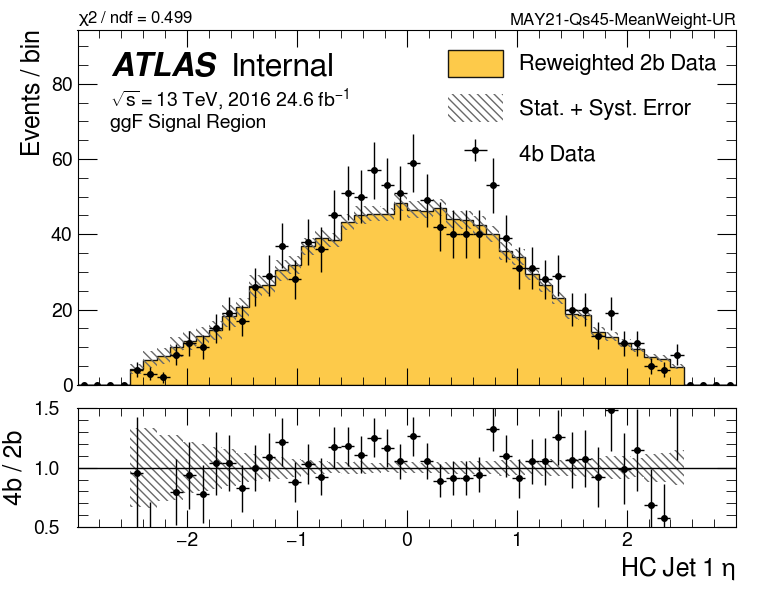 χ2 / ndf = 0.499
MAY21-Qs45-MeanWeight-UR
ATLAS Internal
√s = 13 TeV, 2016 24.6 fb⁻¹
ggF Signal Region
Reweighted 2b Data
Stat. + Syst. Error
4b Data
Events / bin
80
60
40
20
0
4b / 2b
1.5
1.0
0.5
−2 −1 0 1 2
HC Jet 1 η